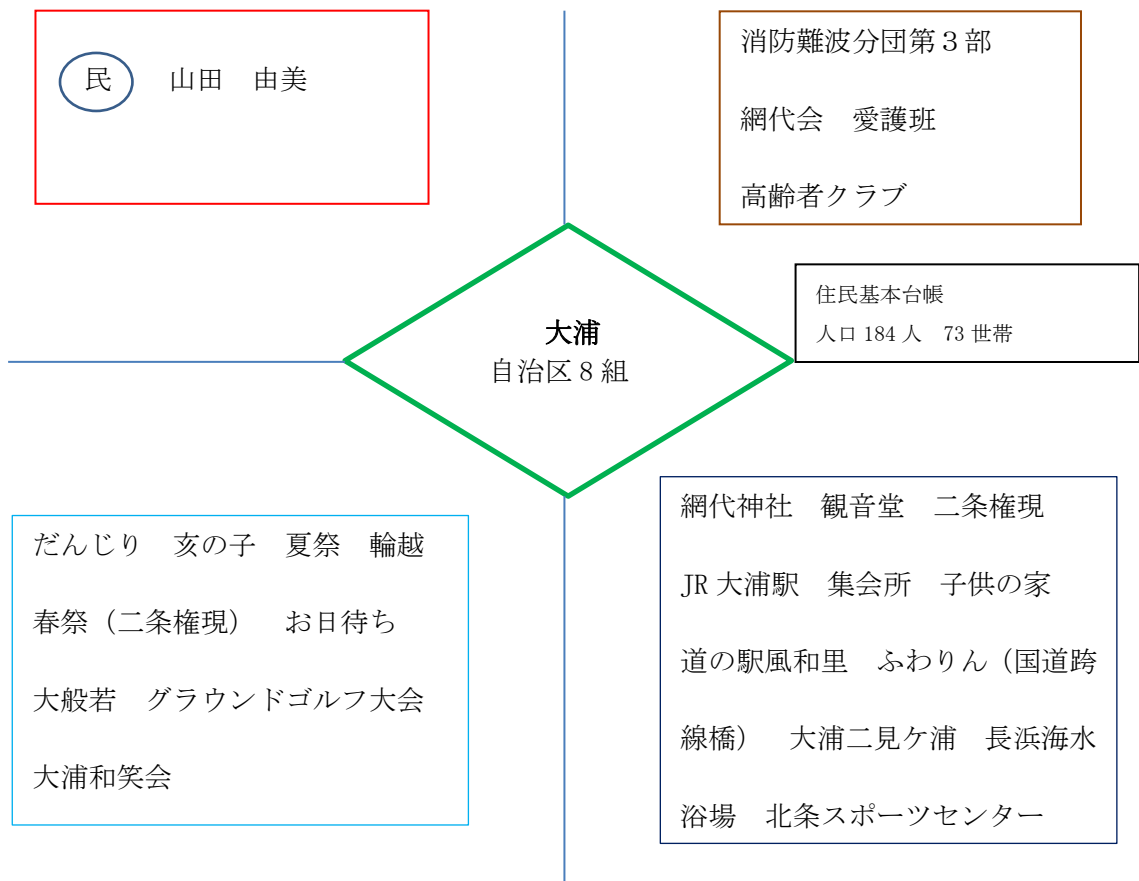 民　山田　由美
消防難波分団第３部
網代会　愛護班
高齢者クラブ
住民基本台帳
人口 184 人　73 世帯
大浦
自治区８組
だんじり　亥の子　夏祭　輪越
春祭（二条権現）　お日待ち
大般若　グラウンドゴルフ大会
大浦和笑会
網代神社　観音堂　二条権現
JR 大浦駅　集会所　子供の家
道の駅風和里　ふわりん（国道跨
線橋）　大浦二見ケ浦　長浜海水
浴場　北条スポーツセンター